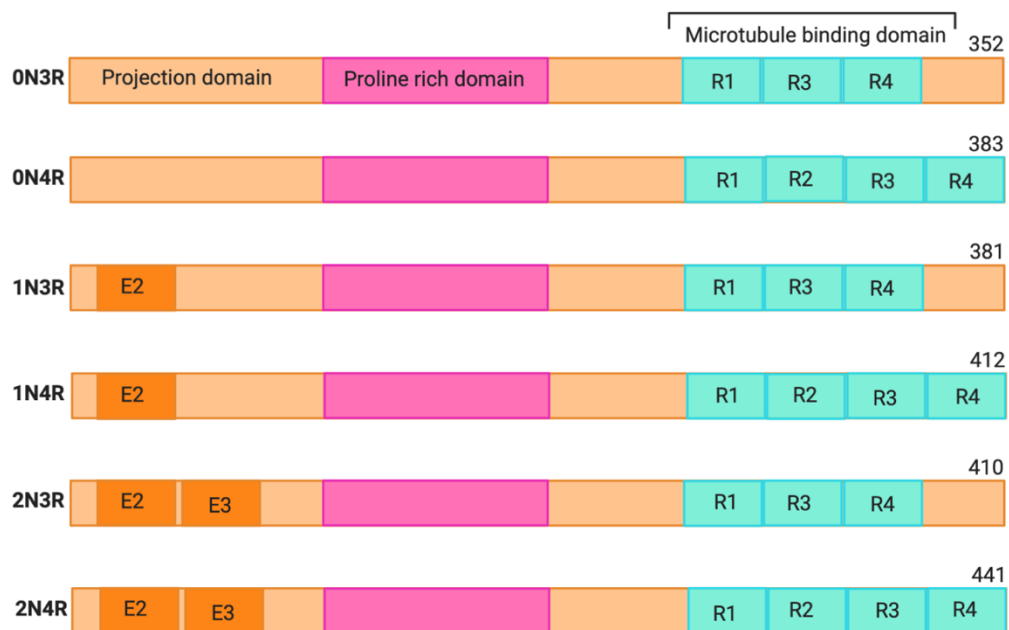 Microtubule binding domain
352
0N3R Projection domain Proline rich domain R1 R3 R4
383
0N4R R1 R2 R3 R4
381
1N3R E2 R1 R3 R4
412
1N4R E2 R1 R2 R3 R4
410
2N3R E2 E3 R1 R3 R4
441
2N4R E2 E3 R1 R2 R3 R4